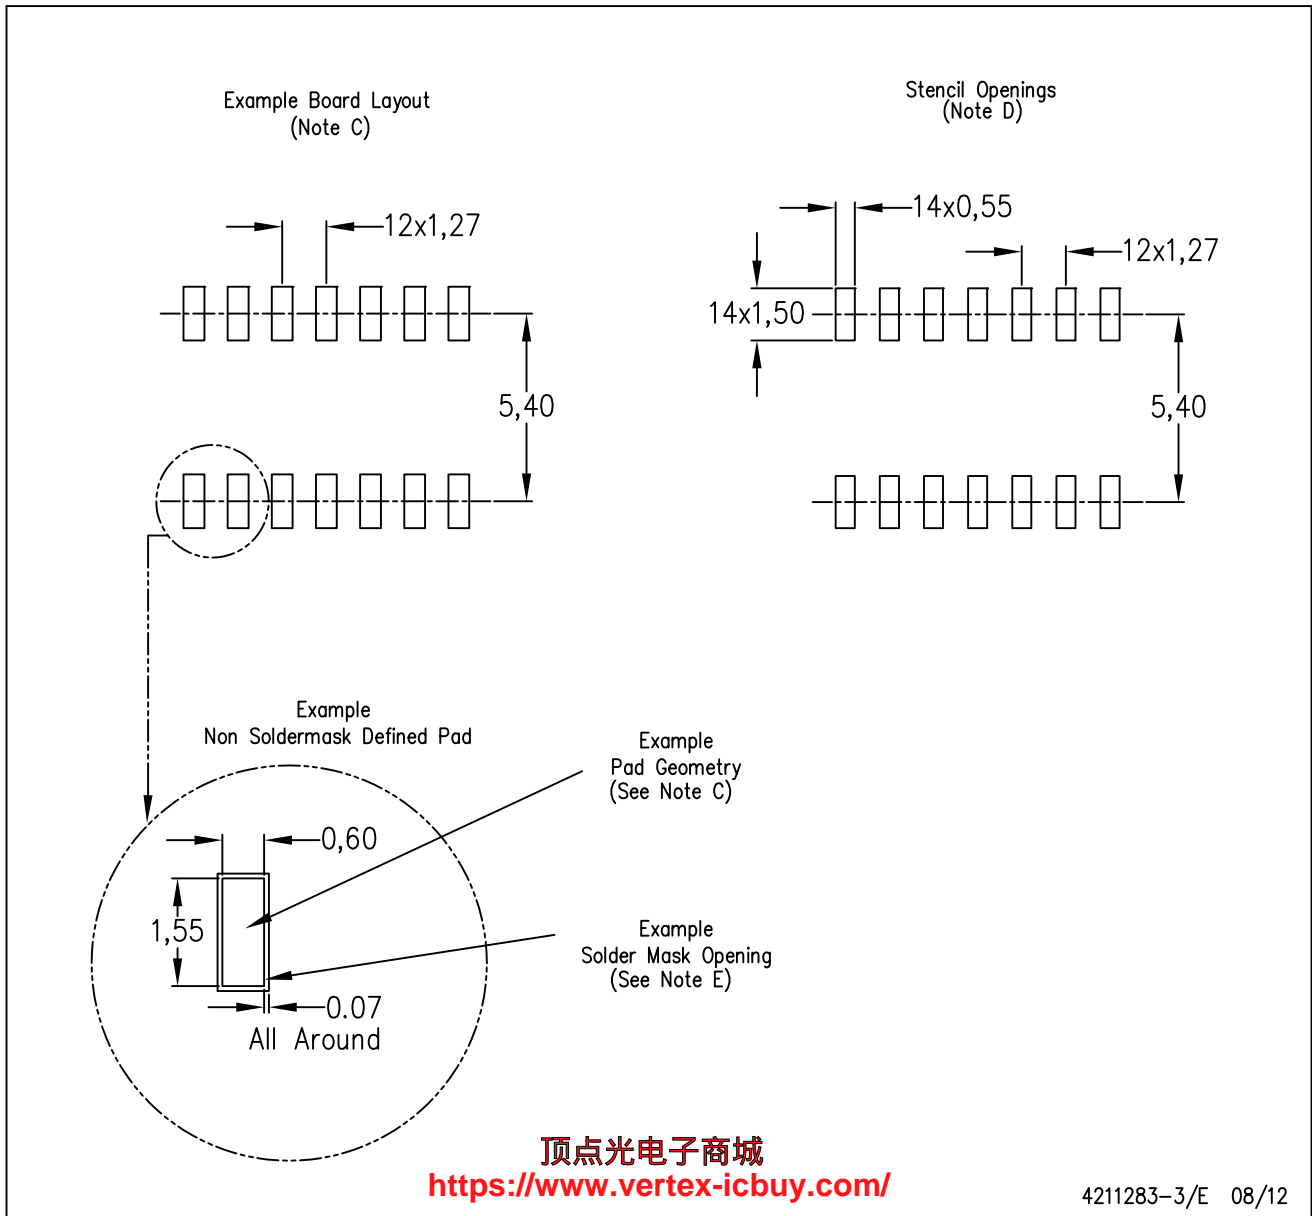 Example Board Layout
(Note C)
Stencil Openings
(Note D)
12x1,27
5,40
14x0,55
12x1,27
14x1,50
5,40
Example
Non Soldermask Defined Pad
Example
Pad Geometry
(See Note C)
0,60
1,55
Example
Solder Mask Opening
(See Note E)
0.07
All Around
顶点光电子商城
https://www.vertex-icbuy.com/
4211283-3/E 08/12